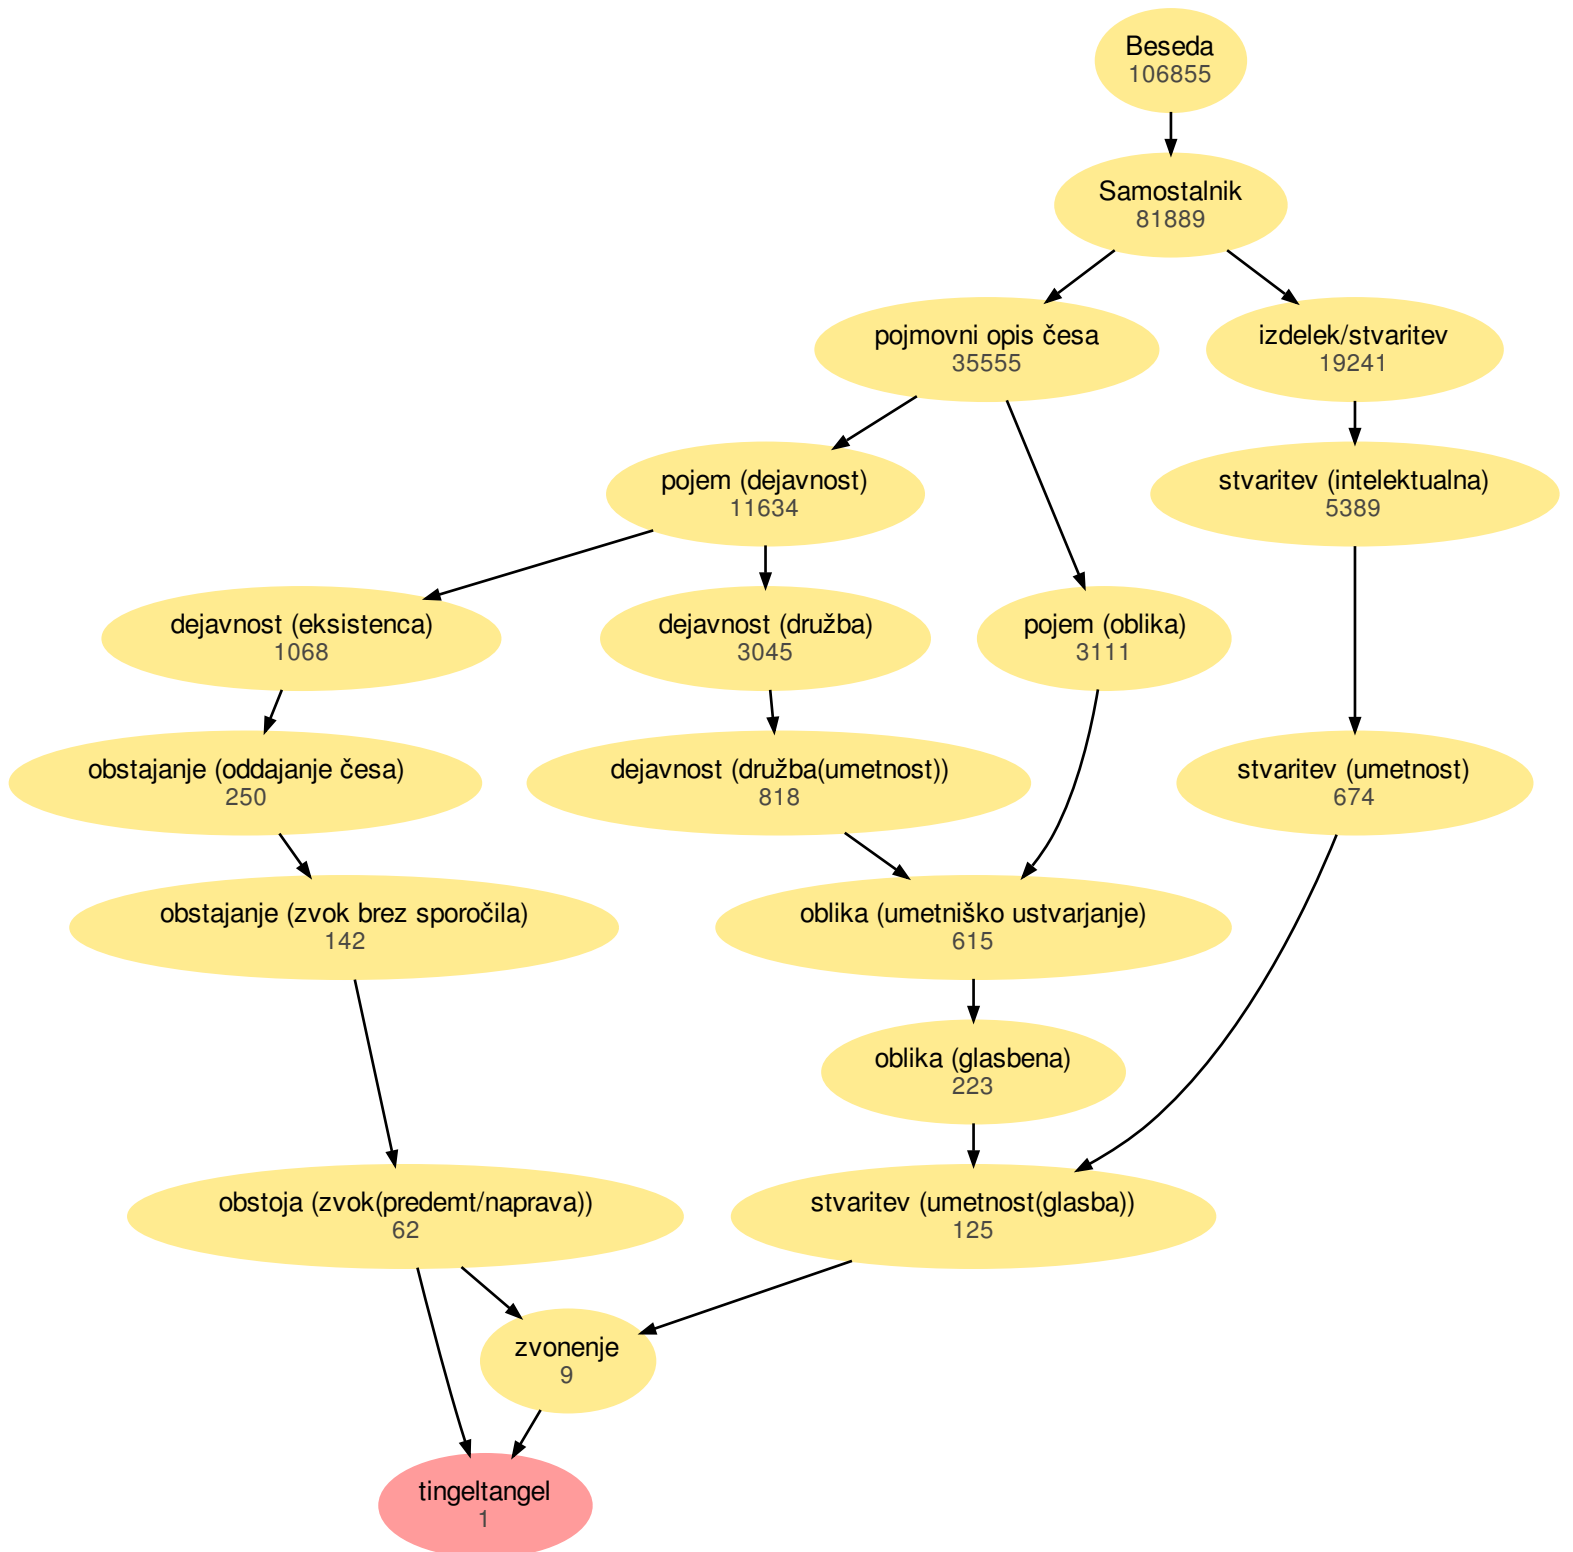 Beseda
106855
Samostalnik
81889
pojmovni opis česa
35555
izdelek/stvaritev
19241
pojem (dejavnost)
11634
stvaritev (intelektualna)
5389
dejavnost (eksistenca)
1068
dejavnost (družba)
3045
pojem (oblika)
3111
obstajanje (oddajanje česa)
250
dejavnost (družba(umetnost))
818
stvaritev (umetnost)
674
obstajanje (zvok brez sporočila)
142
oblika (umetniško ustvarjanje)
615
oblika (glasbena)
223
obstoja (zvok(predemt/naprava))
62
stvaritev (umetnost(glasba))
125
zvonenje
9
tingeltangel
1